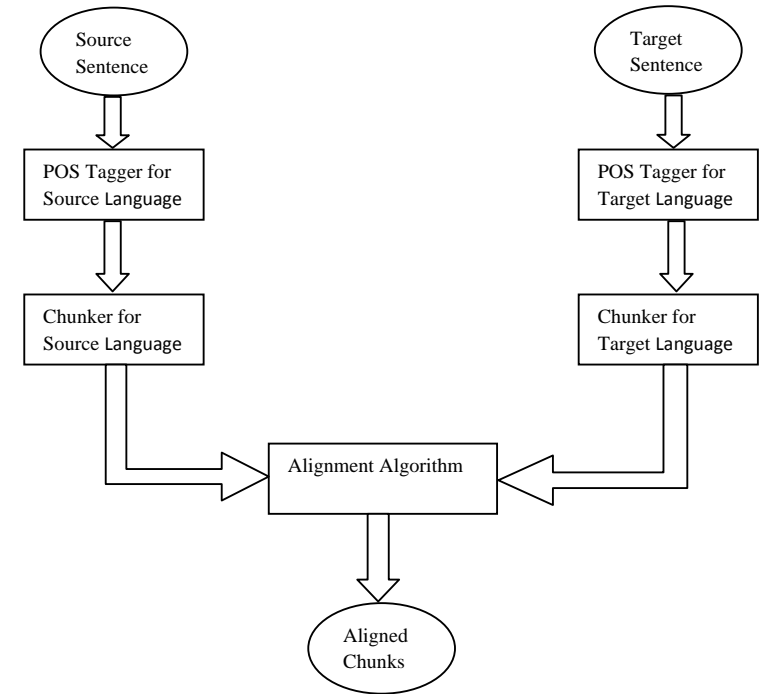 Source
Sentence
Target
Sentence
POS Tagger for
Source Language
POS Tagger for
Target Language
Chunker for
Source Language
Chunker for
Target Language
Alignment Algorithm
Aligned
Chunks